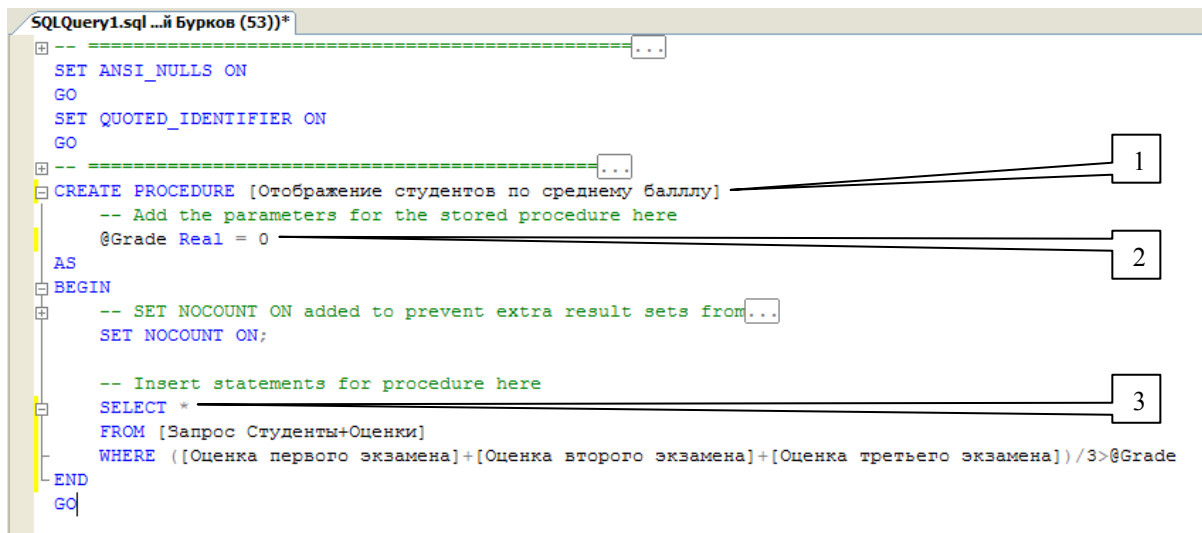 SQLQuery1.sql ...й Бурков (53))*
-- ==================================================...
SET ANSI_NULLS ON
GO
SET QUOTED_IDENTIFIER ON
GO
-- ===============================================...
1
CREATE PROCEDURE [Отображение студентов по среднему балллу]
-- Add the parameters for the stored procedure here
@Grade Real = 0
2
AS
BEGIN
-- SET NOCOUNT ON added to prevent extra result sets from...
SET NOCOUNT ON;
-- Insert statements for procedure here
SELECT *
3
FROM [Запрос Студенты+Оценки]
WHERE ([Оценка первого экзамена]+[Оценка второго экзамена]+[Оценка третьего экзамена])/3>@Grade
END
GO